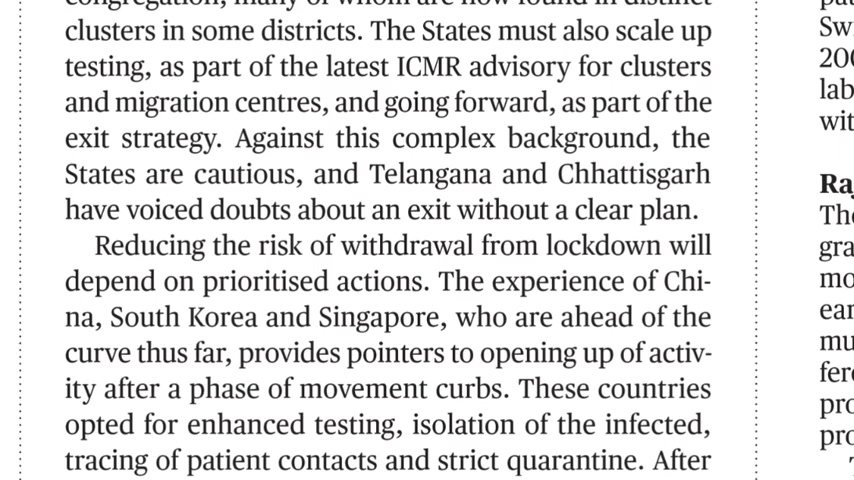 clusters in some districts. The States must also scale up
testing, as part of the latest ICMR advisory for clusters
and migration centres, and going forward, as part of the
exit strategy. Against this complex background, the
States are cautious, and Telangana and Chhattisgarh
have voiced doubts about an exit without a clear plan.
Reducing the risk of withdrawal from lockdown will
depend on prioritised actions. The experience of Chi-
na, South Korea and Singapore, who are ahead of the
curve thus far, provides pointers to opening up of activ-
ity after a phase of movement curbs. These countries
opted for enhanced testing, isolation of the infected,
tracing of patient contacts and strict quarantine. After